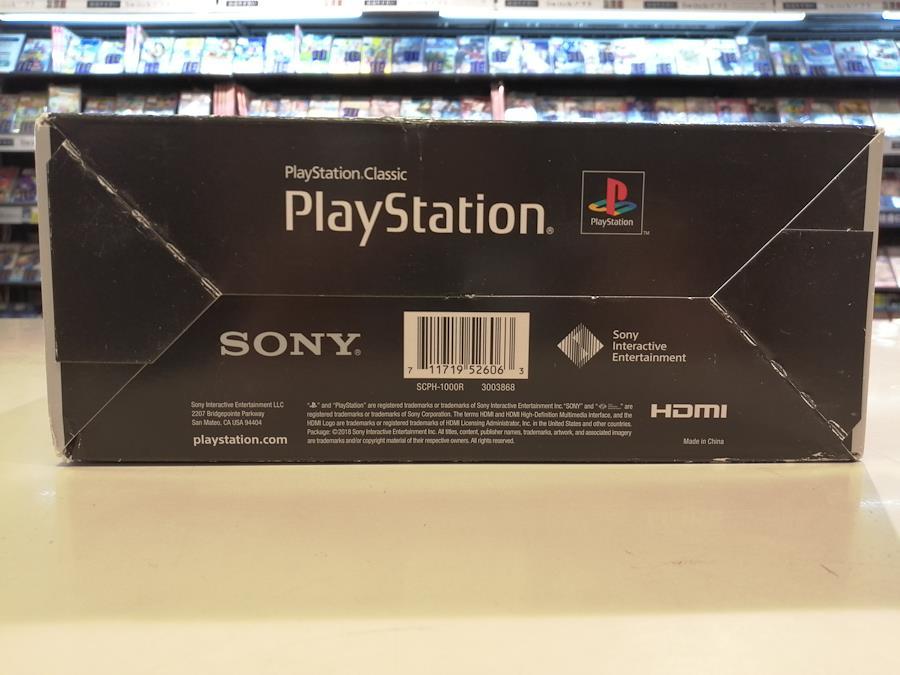 PlayStation®Classic
PlayStation®
PlayStation
TM
SONY®
7 11719 52606 3
SCPH-1000R 3003868
Sony
Interactive
Entertainment
Sony Interactive Entertainment LLC
2207 Bridgepointe Parkway
San Mateo, CA USA 94404
playstation.com
" " and "PlayStation" are registered trademarks or trademarks of Sony Interactive Entertainment Inc. "SONY" and " " are
registered trademarks or trademarks of Sony Corporation. The terms HDMI and HDMI High-Definition Multimedia Interface, and the
HDMI Logo are trademarks or registered trademarks of HDMI Licensing Administrator, Inc. in the United States and other countries.
Package: ©2018 Sony Interactive Entertainment Inc. All titles, content, publisher names, trademarks, artwork, and associated imagery
are trademarks and/or copyright material of their respective owners. All rights reserved.
HDMI
Made in China